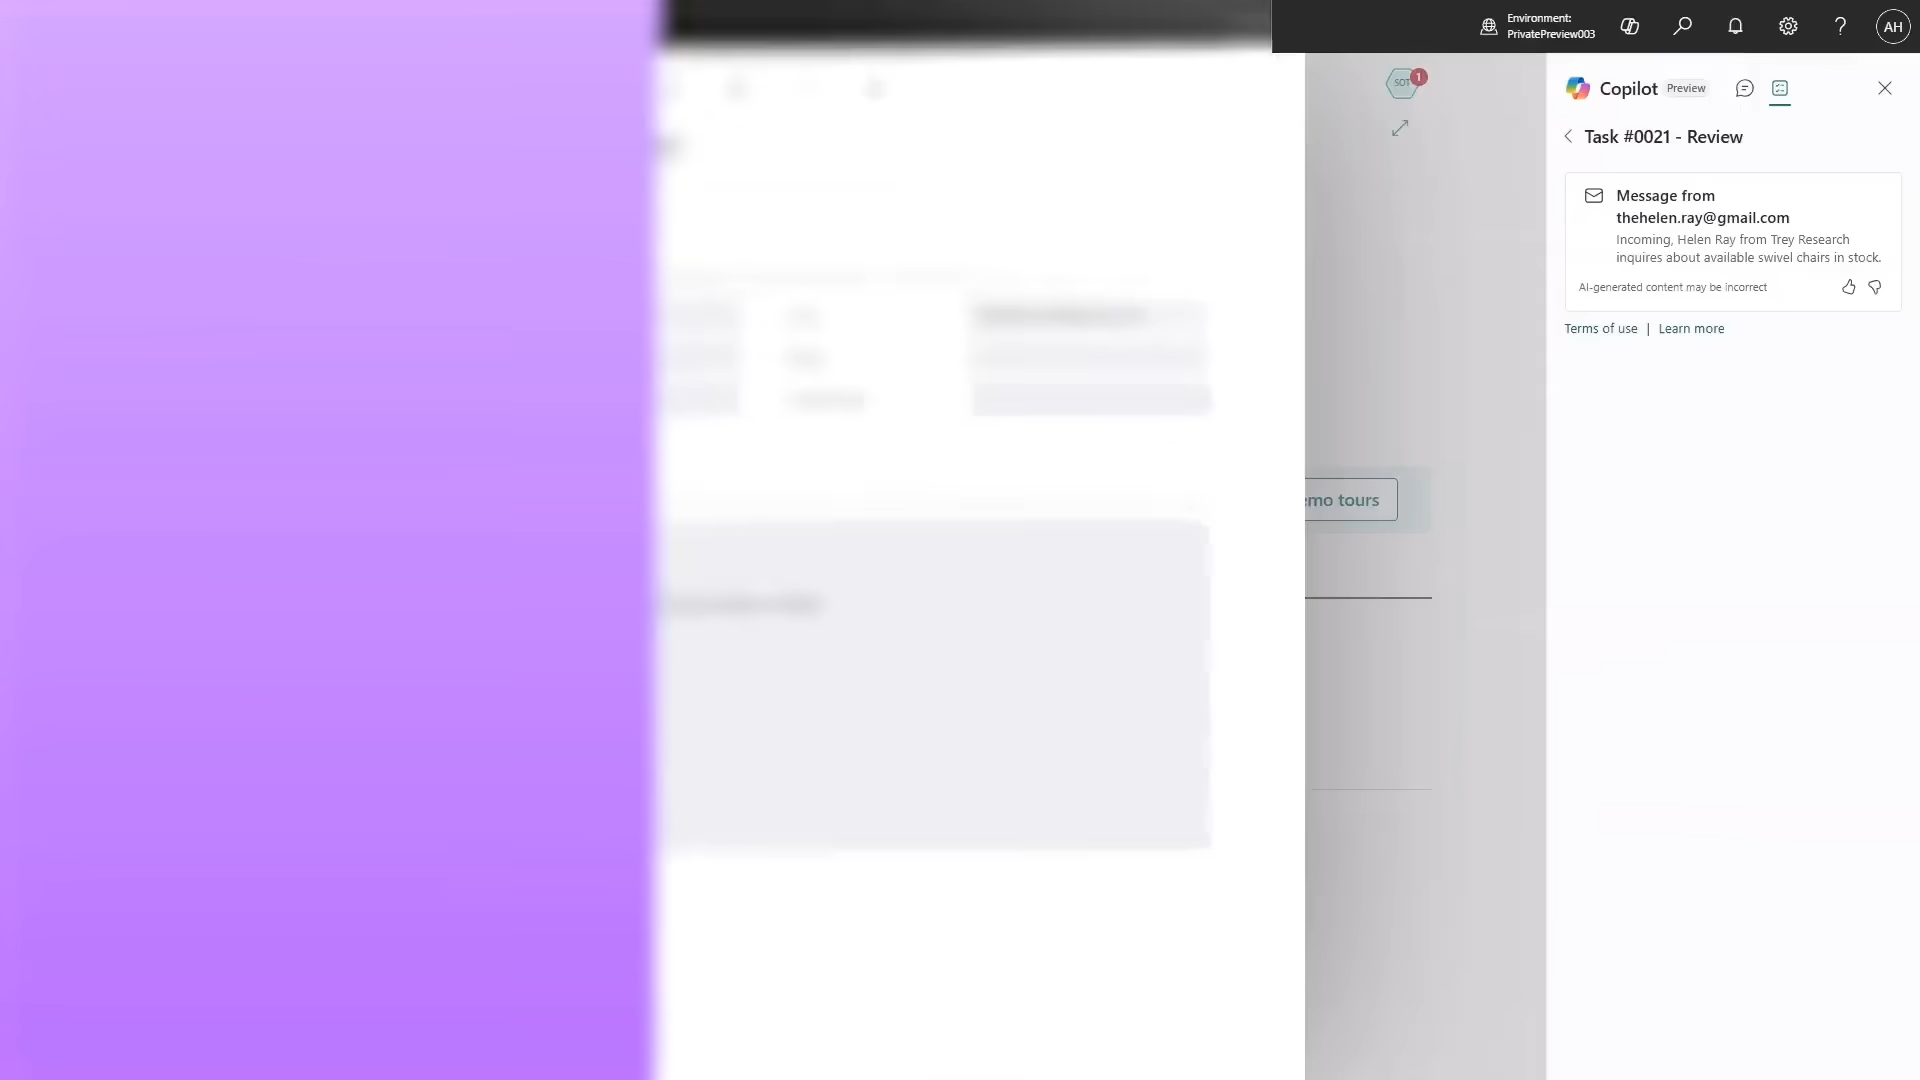 Environment:
PrivatePreview003
AH
SOT
1
Copilot Preview
Task #0021 - Review
Message from
thehelen.ray@gmail.com
Incoming, Helen Ray from Trey Research
inquires about available swivel chairs in stock.
AI-generated content may be incorrect
Terms of use | Learn more
emo tours